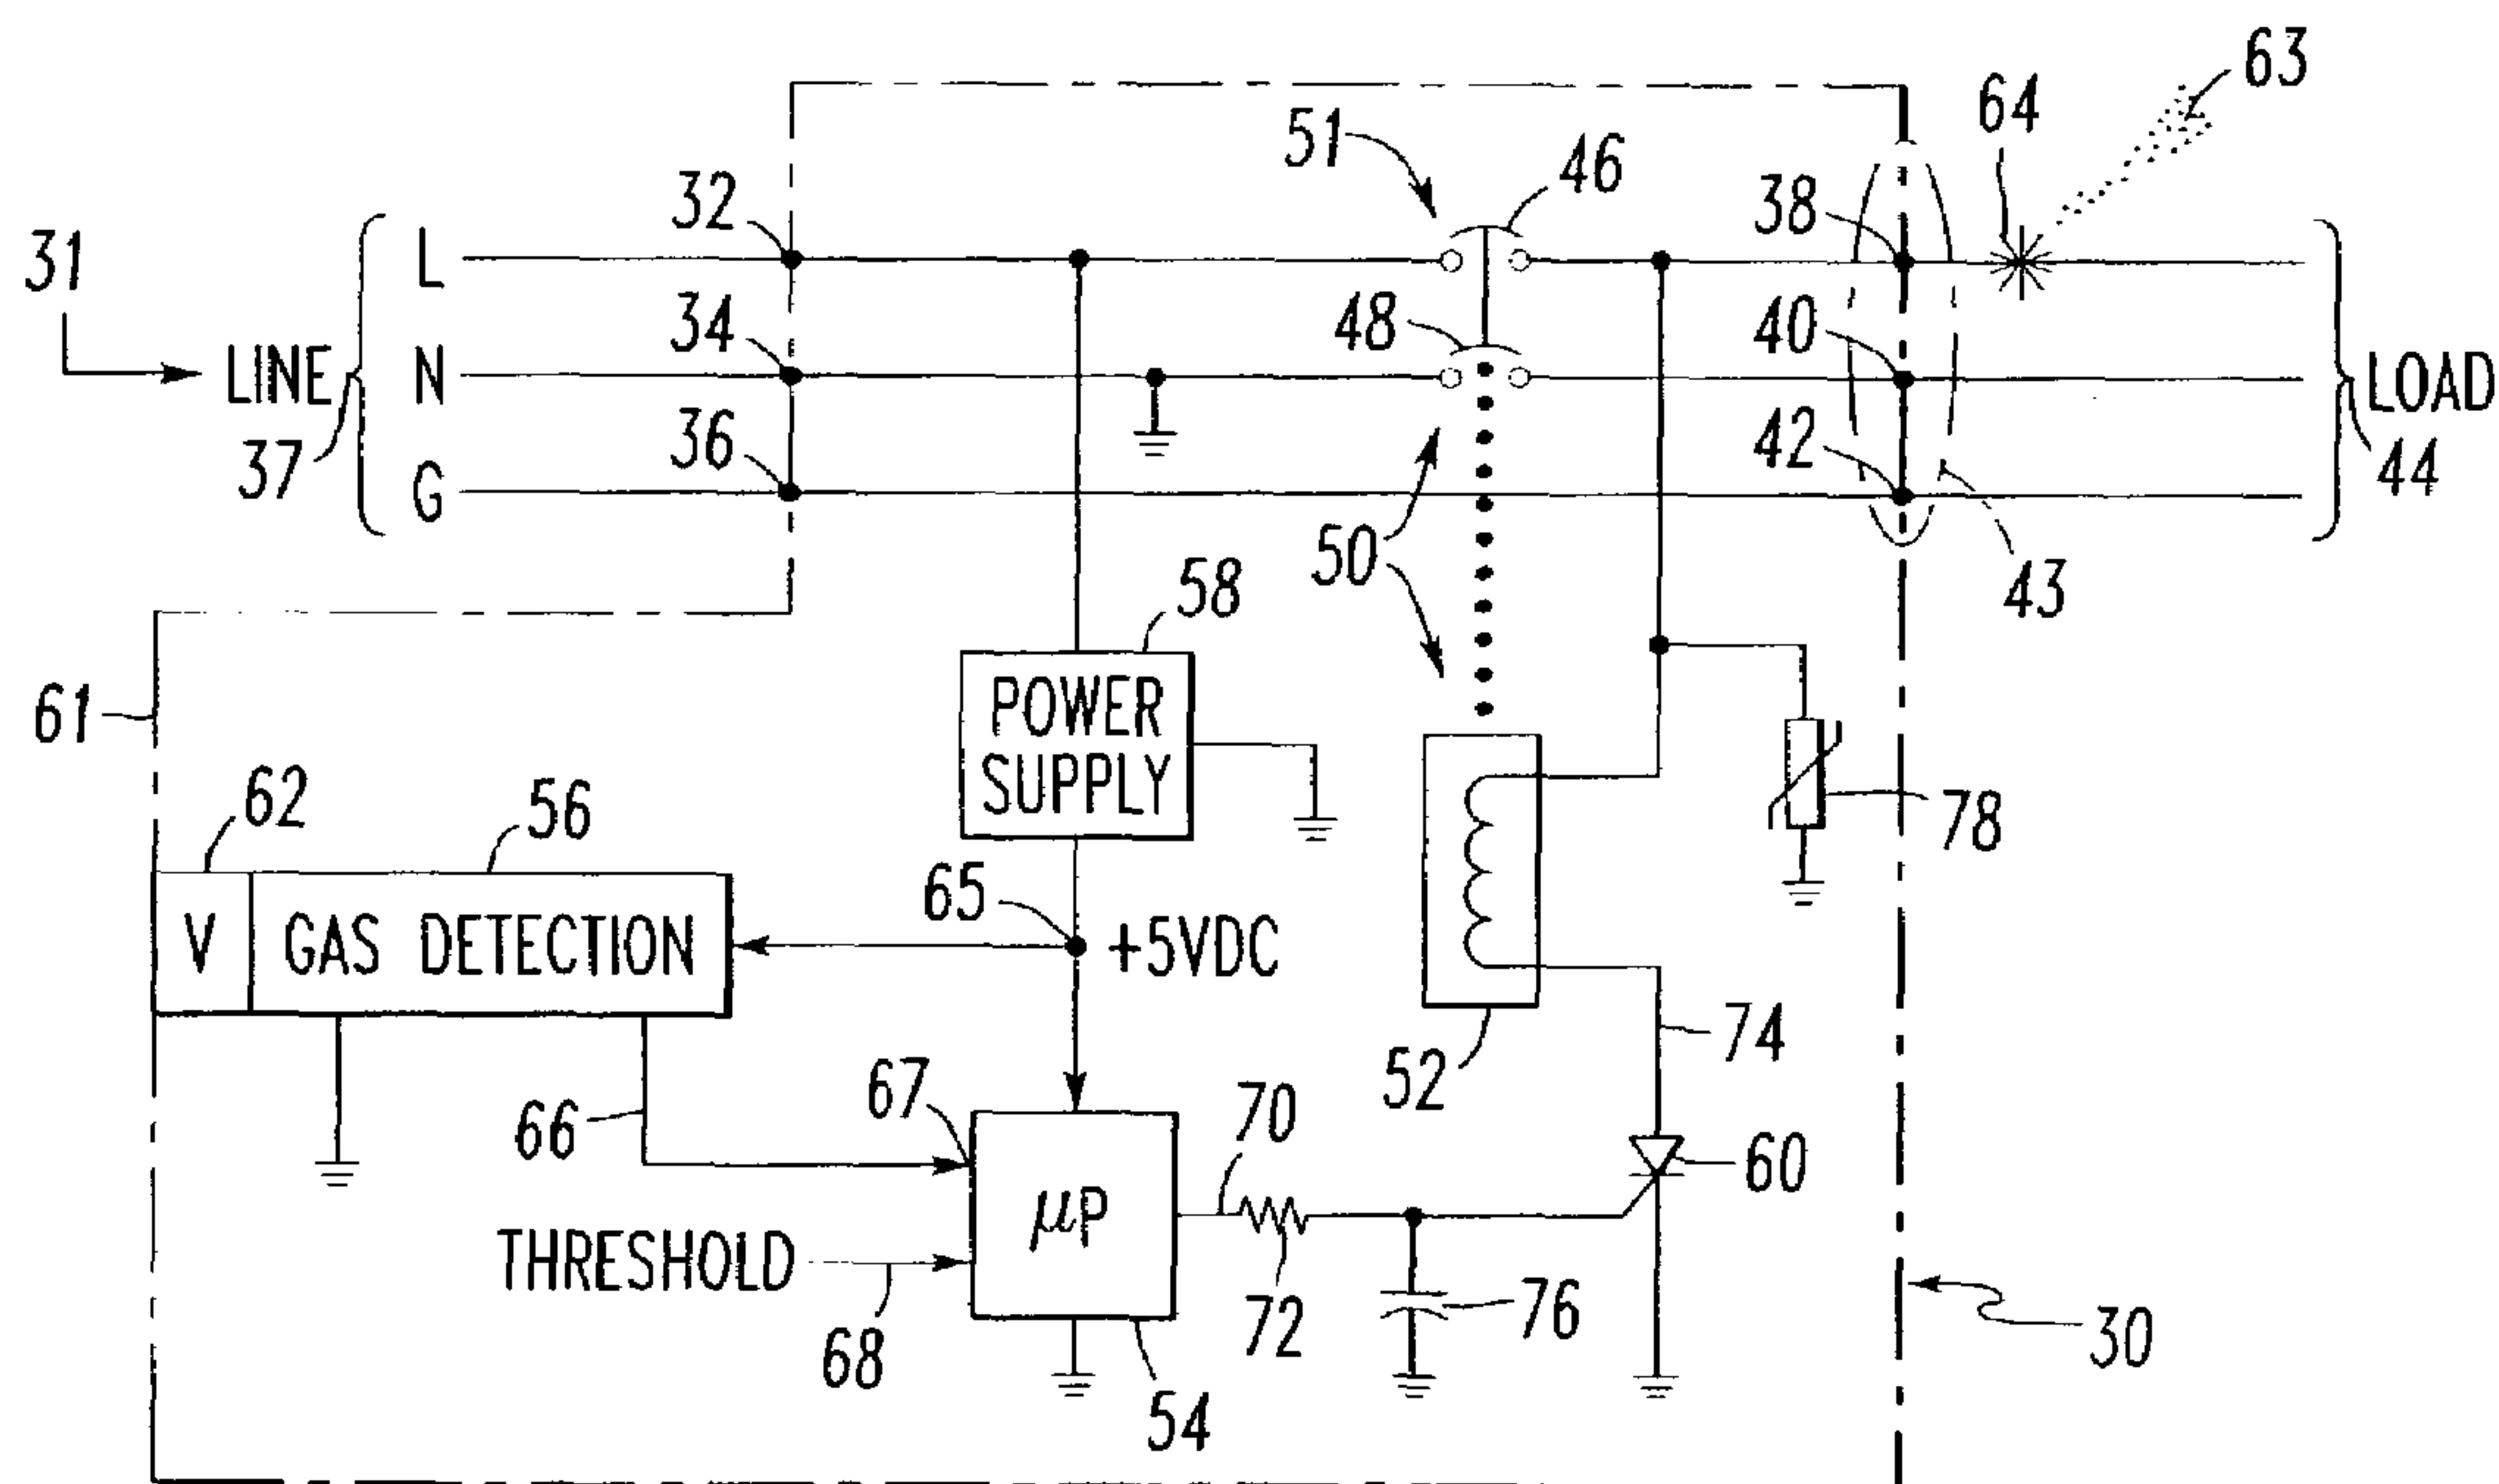 63
64
51
46
32
38
31
L
34
48
40
LINE
N
LOAD
37
36
42
44
G
50
43
58
61
POWER
SUPPLY
62
56
78
65
V
GAS DETECTION
+5VDC
74
52
67
70
66
60
μP
THRESHOLD
72
76
68
30
54